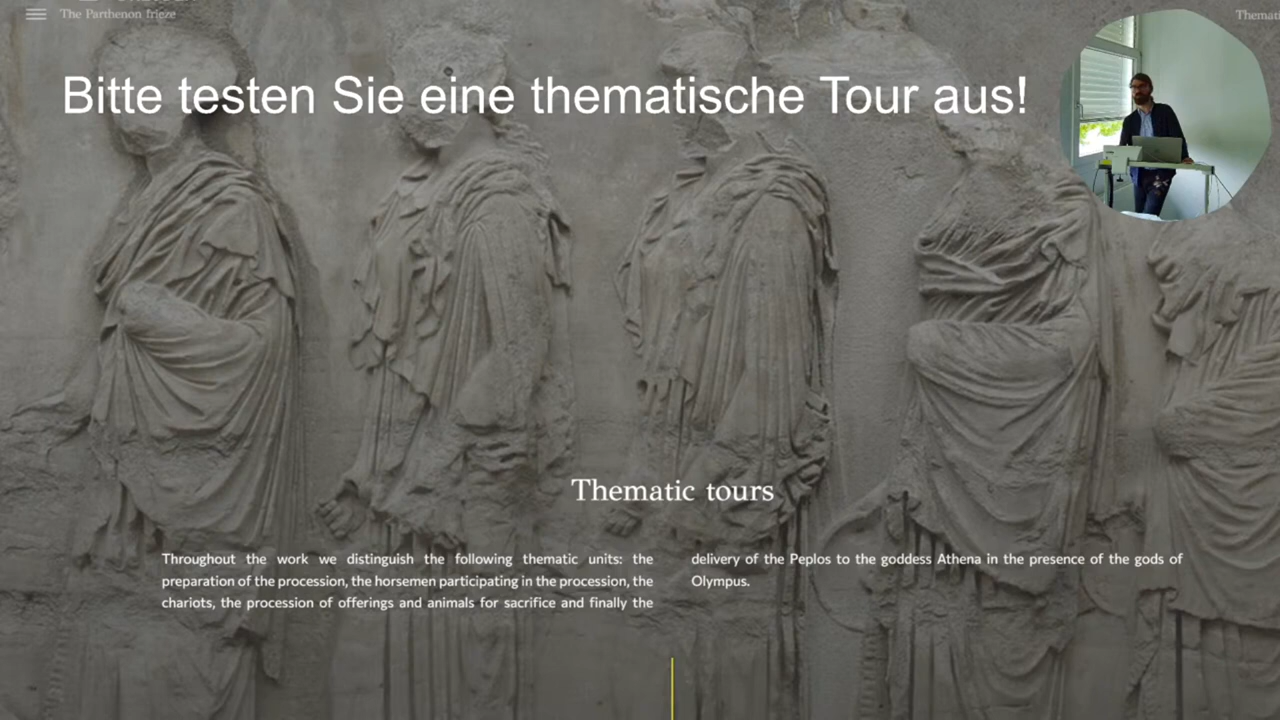 The Parthenon frieze
Bitte testen Sie eine thematische Tour aus!
Thematic tours
Throughout the work we distinguish the following thematic units: the
preparation of the procession, the horsemen participating in the procession, the
chariots, the procession of offerings and animals for sacrifice and finally the
delivery of the Peplos to the goddess Athena in the presence of the gods of
Olympus.